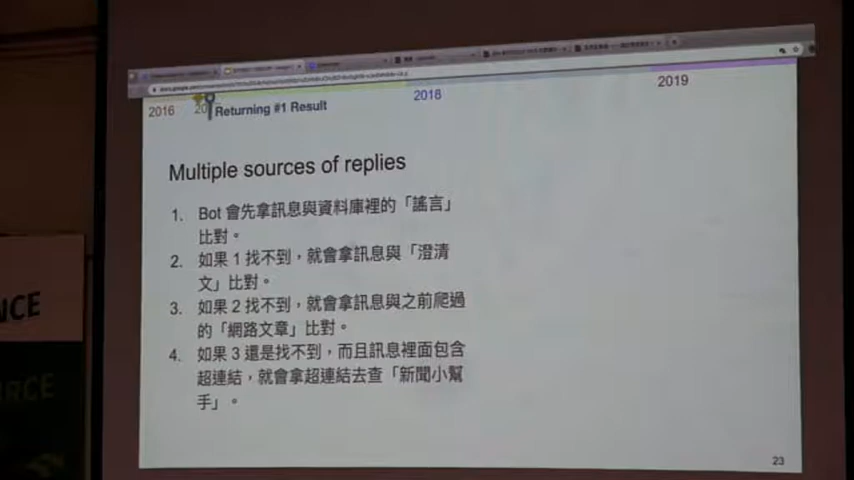 2016
20
Returning #1 Result
2018
2019
Multiple sources of replies
1. Bot 會先拿訊息與資料庫裡的「謠言」
比對。
2. 如果 1 找不到，就會拿訊息與「澄清
文」比對。
3. 如果 2 找不到，就會拿訊息與之前爬過
的「網路文章」比對。
4. 如果 3 還是找不到，而且訊息裡面包含
超連結，就會拿超連結去查「新聞小幫
手」。
23
NCE
RCE